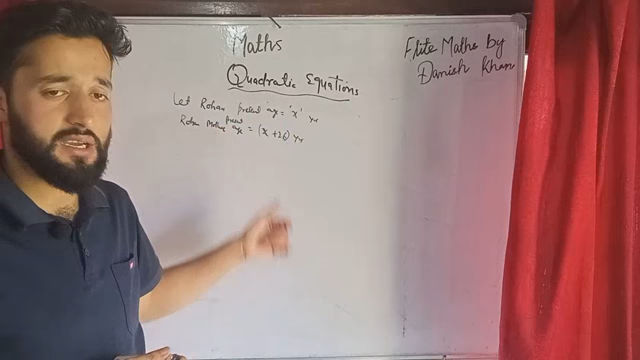 Maths
Elite Maths by
Danish Khan
Quadratic Equations
Let Rohan present age = 'x' yrs
Rohan Mother present age = (x + 26) yrs